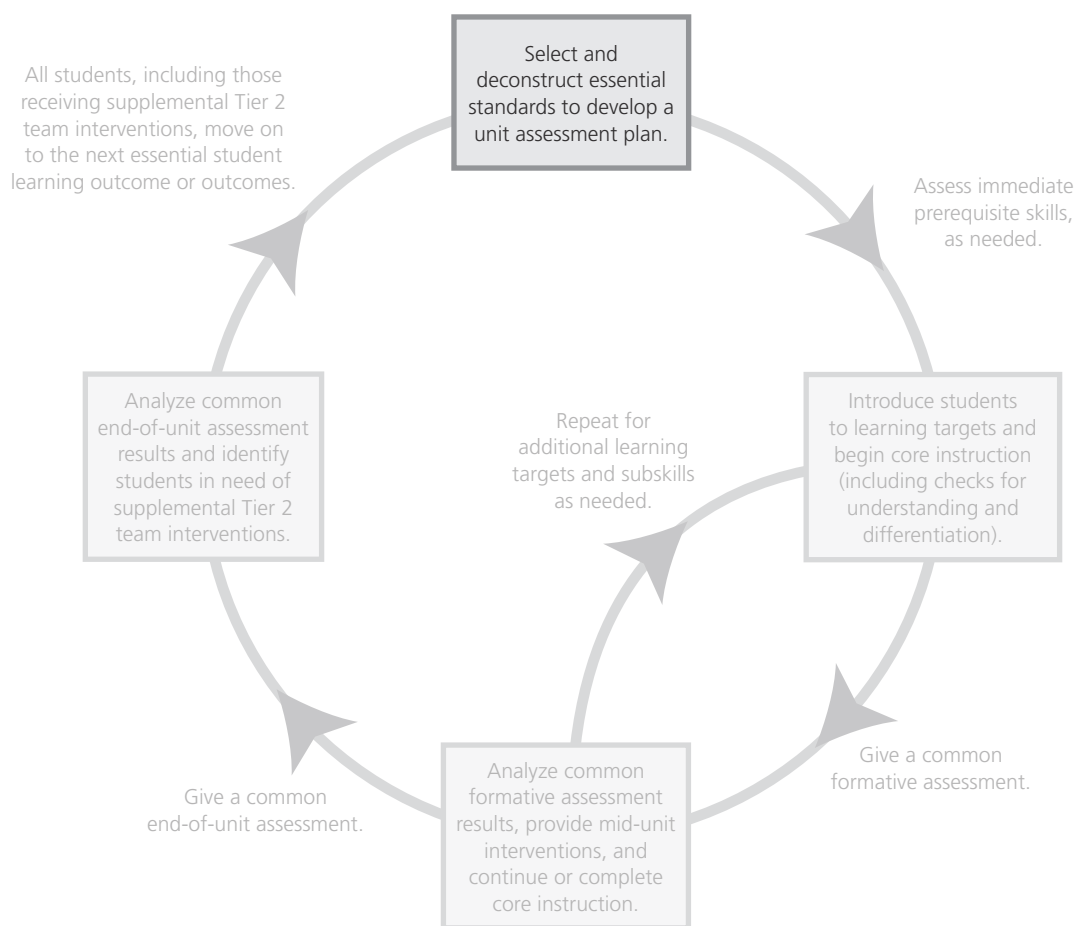 Select and
deconstruct essential
standards to develop a
unit assessment plan.
All students, including those
receiving supplemental Tier 2
team interventions, move on
to the next essential student
learning outcome or outcomes.
Assess immediate
prerequisite skills,
as needed.
Analyze common
end-of-unit assessment
results and identify
students in need of
supplemental Tier 2
team interventions.
Repeat for
additional learning
targets and subskills
as needed.
Introduce students
to learning targets and
begin core instruction
(including checks for
understanding and
differentiation).
Give a common
end-of-unit assessment.
Analyze common
formative assessment
results, provide mid-unit
interventions, and
continue or complete
core instruction.
Give a common
formative assessment.